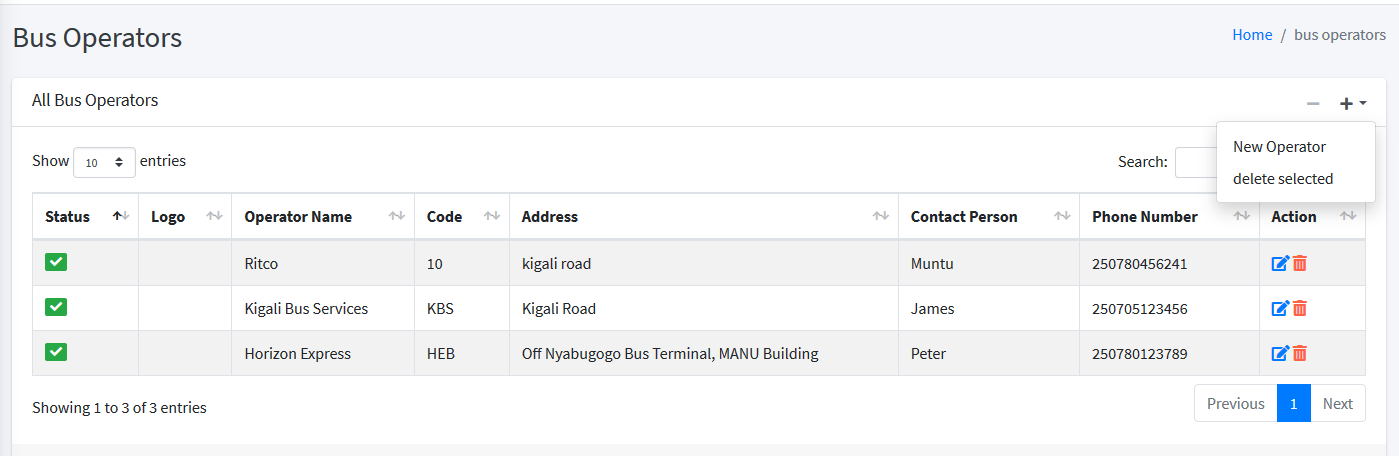 Bus Operators
Home / bus operators
All Bus Operators
New Operator
delete selected
Show 10 entries
Search:
Status Logo Operator Name Code Address Contact Person Phone Number Action
Ritco 10 kigali road Muntu 250780456241
Kigali Bus Services KBS Kigali Road James 250705123456
Horizon Express HEB Off Nyabugogo Bus Terminal, MANU Building Peter 250780123789
Showing 1 to 3 of 3 entries
Previous 1 Next